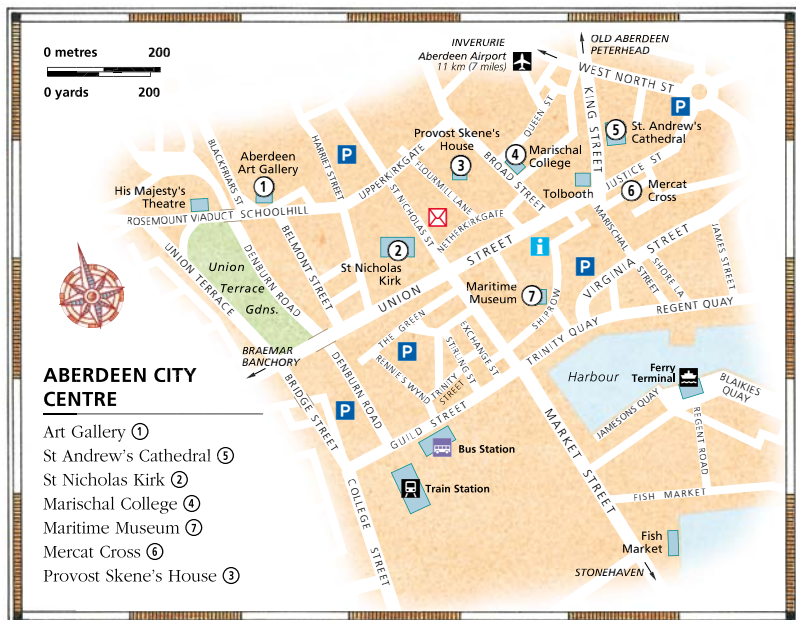 0 metres 200
0 yards 200
INVERURIE
Aberdeen Airport
11 km (7 miles)
OLD ABERDEEN
PETERHEAD
WEST NORTH ST
KING STREET
QUEEN ST
P
5
St. Andrew's
Cathedral
Provost Skene's
House
3
4
Marischal
College
BROAD STREET
JUSTICE ST
Tolbooth
6
Mercat
Cross
BLACKFRIARS ST
HARRIET STREET
P
Aberdeen
Art Gallery
1
UPPERKIRKGATE
FLOURMILL LANE
ST NICHOLAS ST
NETHERKIRKGATE
His Majesty's
Theatre
ROSEMOUNT VIADUCT
SCHOOLHILL
UNION TERRACE
Union
Terrace
Gdns.
DENBURN ROAD
BELMONT STREET
2
St Nicholas
Kirk
UNION STREET
i
MARISCHAL
STREET
P
VIRGINIA STREET
SHORE LA
JAMES STREET
Maritime
Museum
7
SHIPROW
REGENT QUAY
TRINITY QUAY
THE GREEN
EXCHANGE ST
STIRLING ST
RENNIE'S WYND
TRINITY
STREET
P
BRAEMAR
BANCHORY
DENBURN ROAD
BRIDGE STREET
P
GUILD STREET
Harbour
Ferry
Terminal
BLAIKIES
QUAY
JAMESONS QUAY
REGENT ROAD
MARKET STREET
Bus Station
Train Station
COLLEGE STREET
FISH MARKET
Fish
Market
STONEHAVEN
ABERDEEN CITY
CENTRE
Art Gallery 1
St Andrew's Cathedral 5
St Nicholas Kirk 2
Marischal College 4
Maritime Museum 7
Mercat Cross 6
Provost Skene's House 3